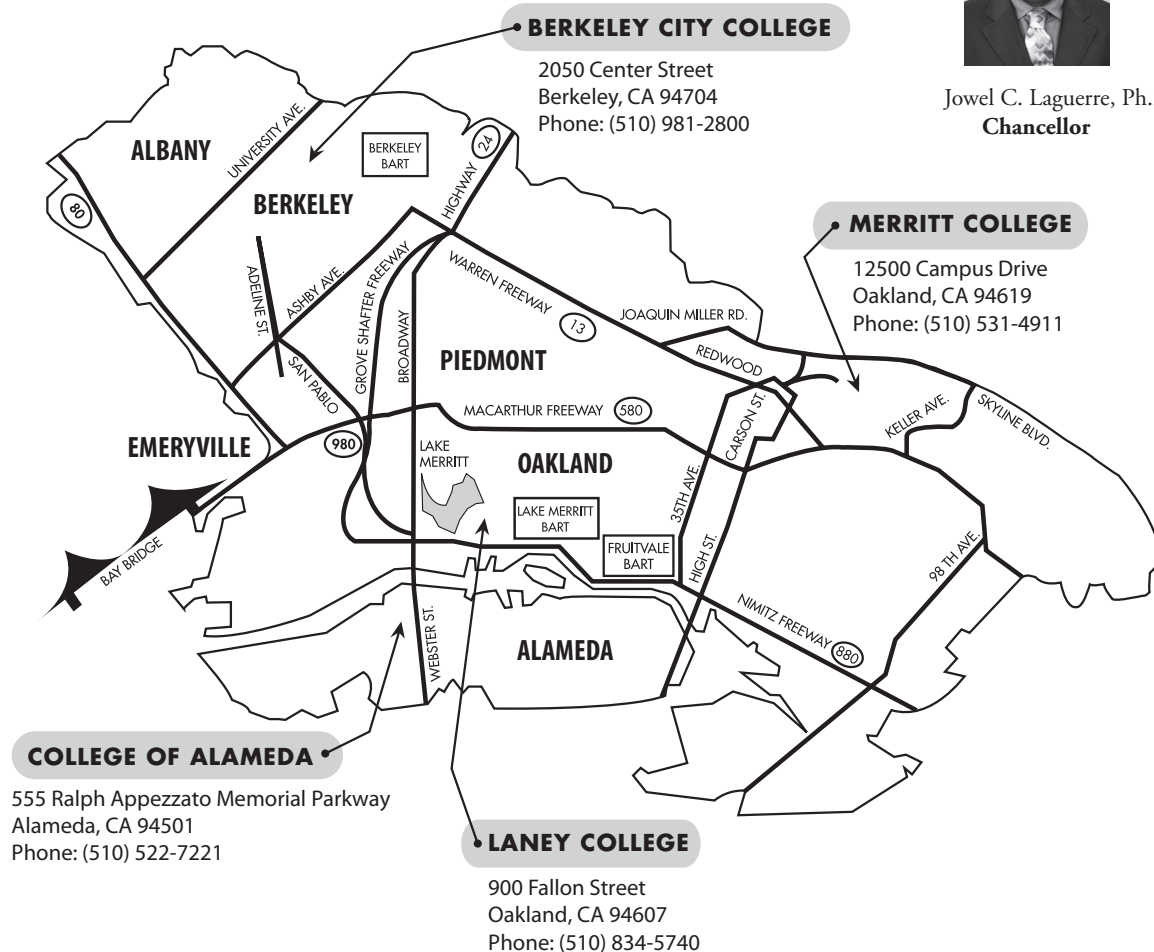 BERKELEY CITY COLLEGE
2050 Center Street
Berkeley, CA 94704
Phone: (510) 981-2800
Jowel C. Laguerre, Ph.
Chancellor
MERRITT COLLEGE
12500 Campus Drive
Oakland, CA 94619
Phone: (510) 531-4911
ALBANY
UNIVERSITY AVE.
BERKELEY
BART
HIGHWAY
24
80
BERKELEY
ADELINE ST.
ASHBY AVE.
GROVE SHAFTER FREEWAY
BROADWAY
WARREN FREEWAY
13
JOAQUIN MILLER RD.
REDWOOD
SAN PABLO
PIEDMONT
MACARTHUR FREEWAY
580
CARSON ST.
KELLER AVE.
SKYLINE BLVD.
EMERYVILLE
980
LAKE
MERRITT
OAKLAND
LAKE MERRITT
BART
FRUITVALE
BART
35TH AVE.
HIGH ST.
98 TH AVE.
BAY BRIDGE
NIMITZ FREEWAY
880
WEBSTER ST.
ALAMEDA
COLLEGE OF ALAMEDA
555 Ralph Appezzato Memorial Parkway
Alameda, CA 94501
Phone: (510) 522-7221
LANEY COLLEGE
900 Fallon Street
Oakland, CA 94607
Phone: (510) 834-5740